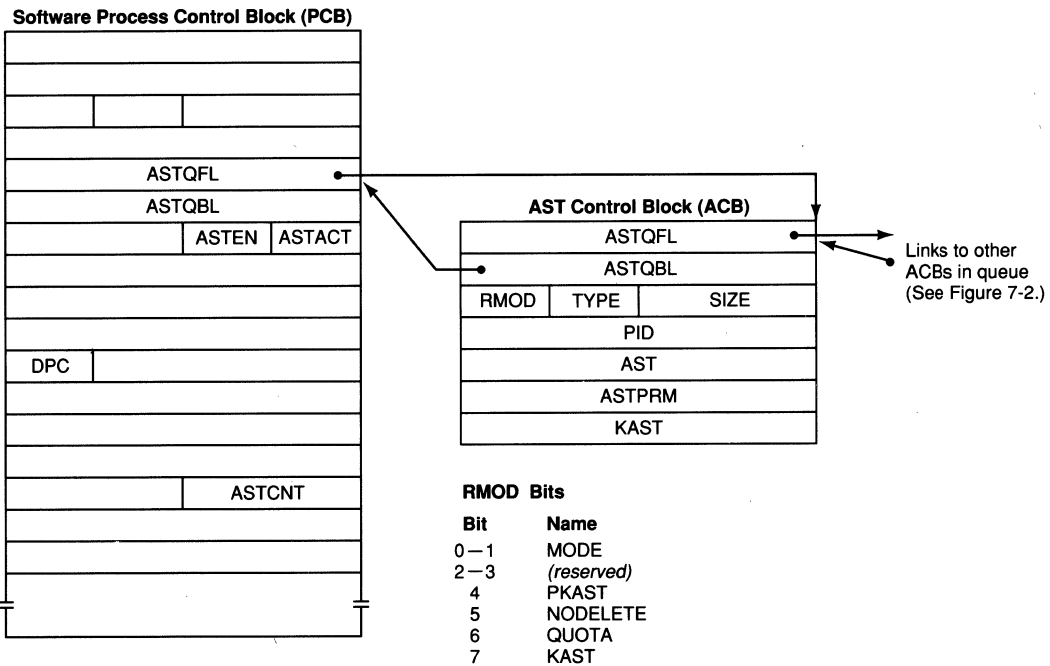 Software Process Control Block (PCB)
ASTQFL
ASTQBL
ASTEN ASTACT
DPC
ASTCNT
AST Control Block (ACB)
ASTQFL
ASTQBL
RMOD TYPE SIZE
PID
AST
ASTPRM
KAST
Links to other
ACBs in queue
(See Figure 7-2.)
RMOD Bits
Bit Name
0–1 MODE
2–3 (reserved)
4 PKAST
5 NODELETE
6 QUOTA
7 KAST